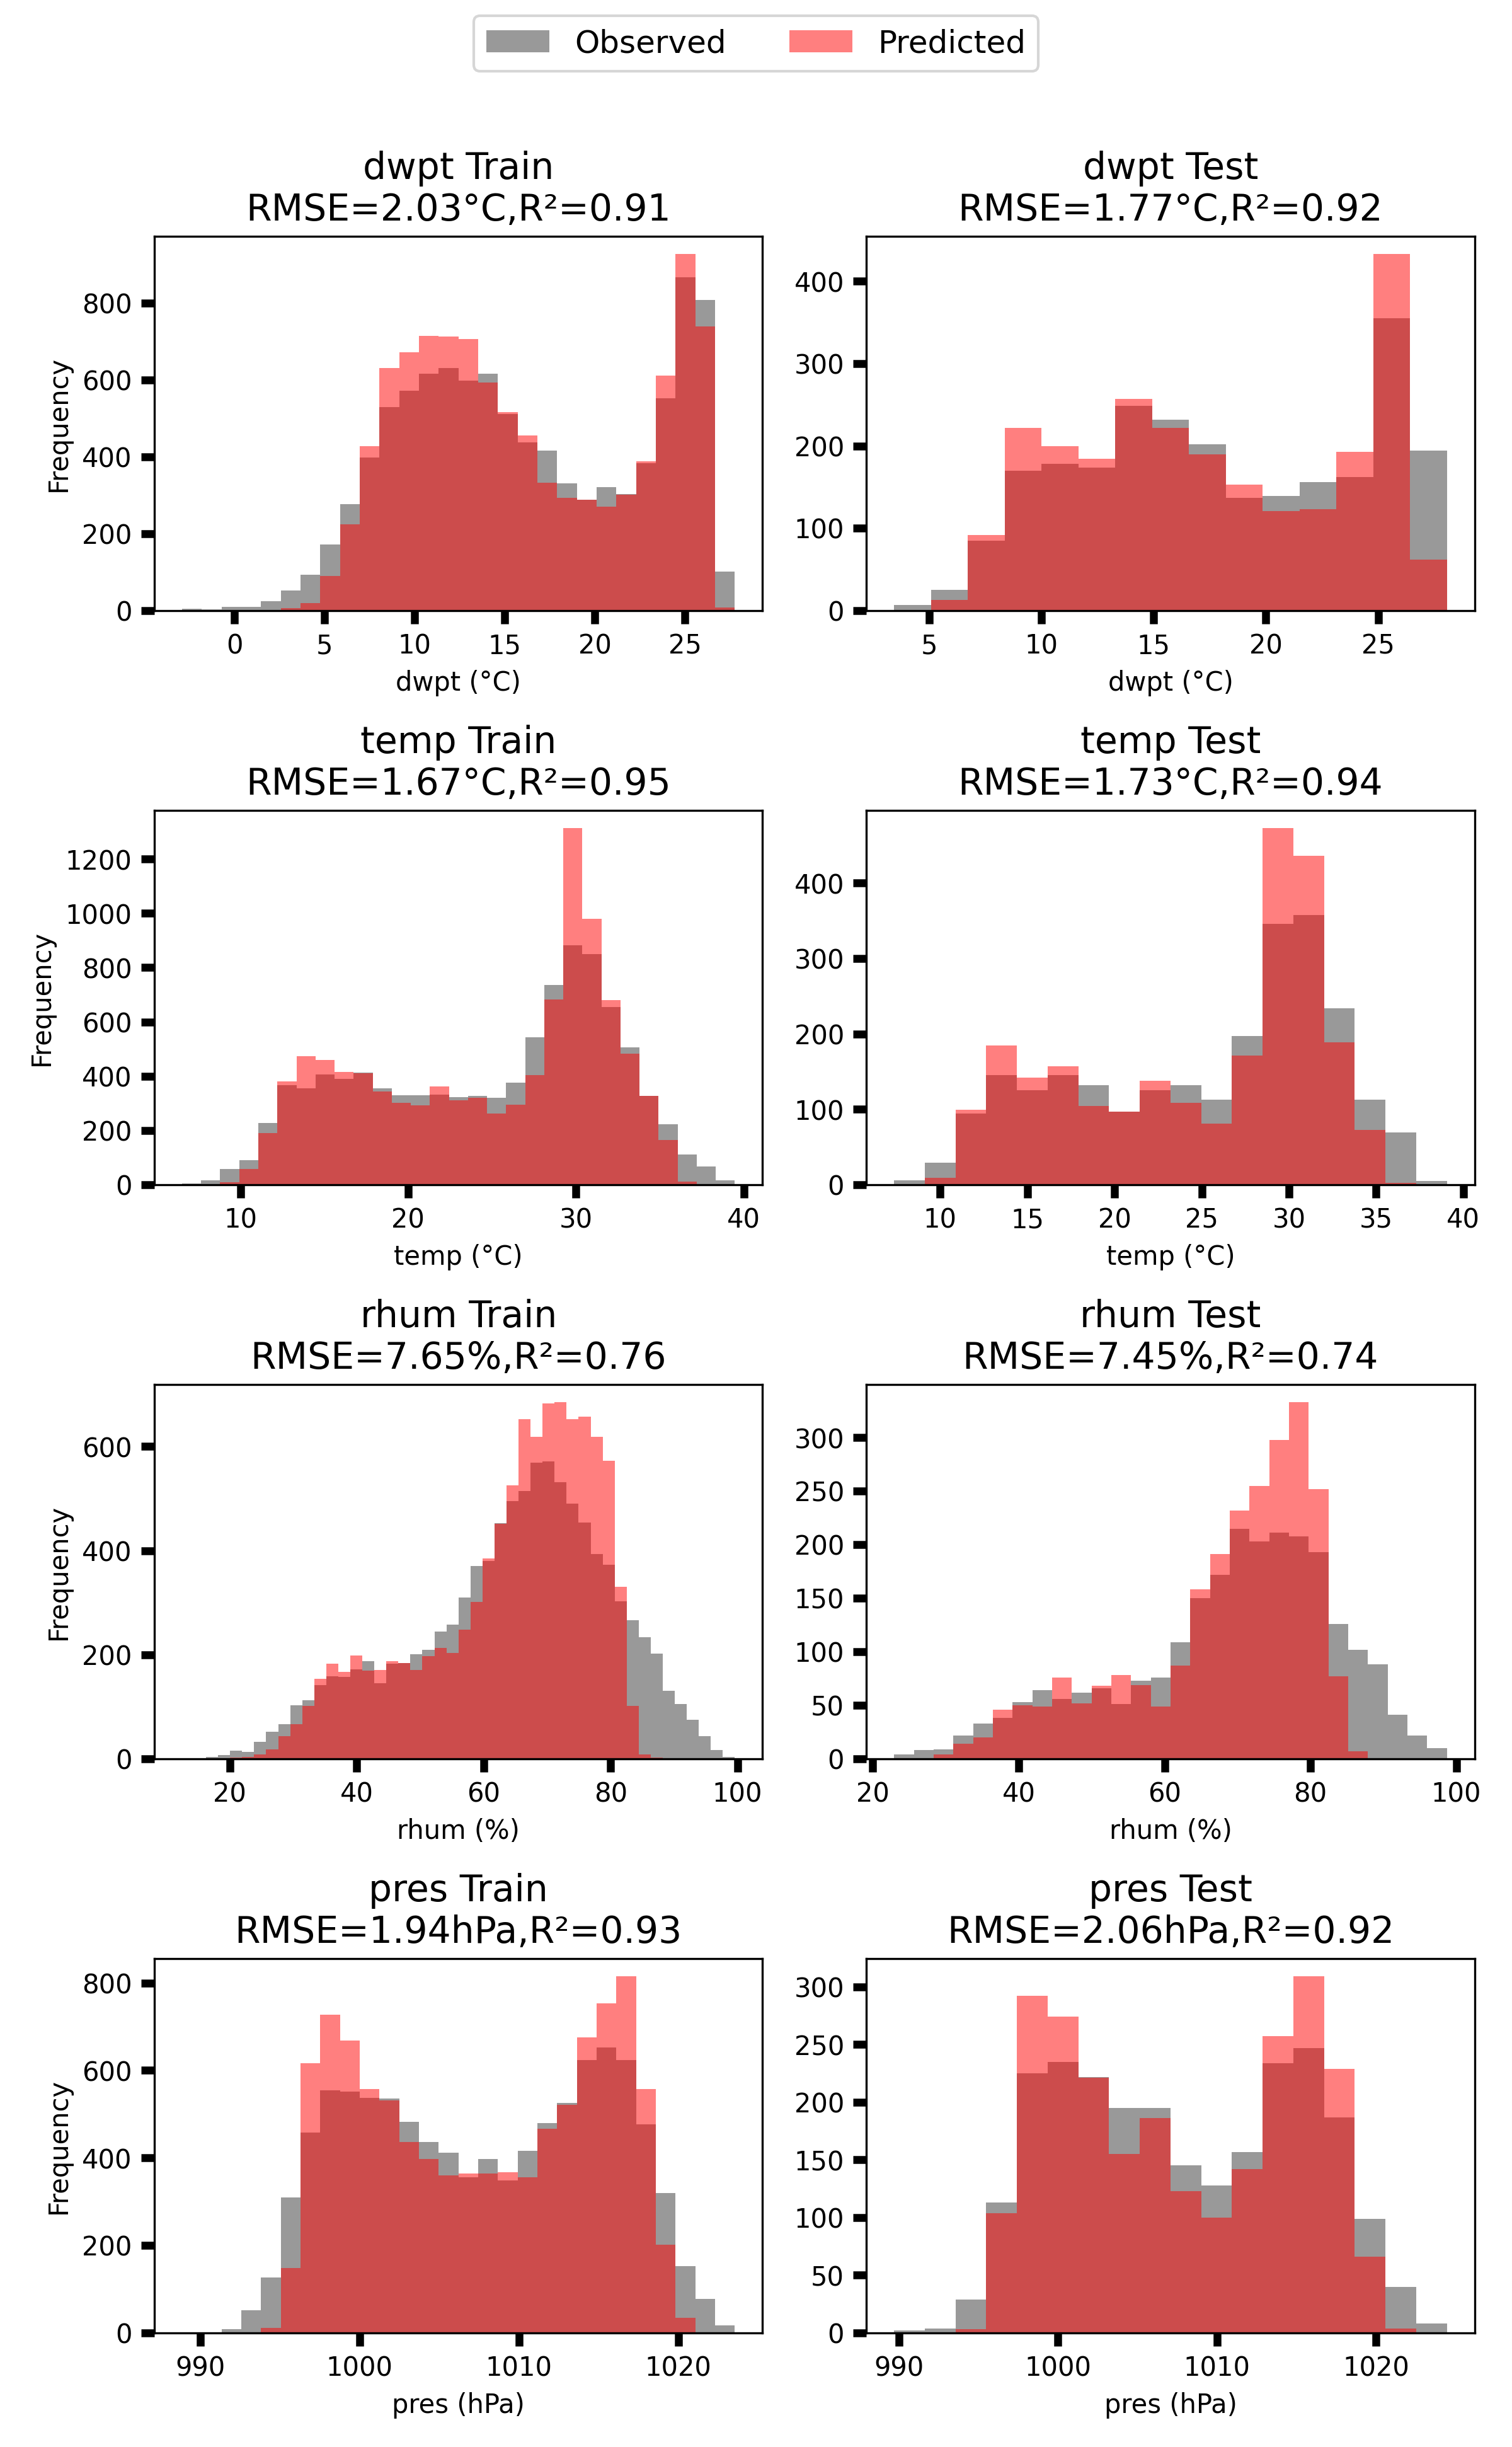 Observed Predicted
dwpt Train
RMSE=2.03°C,R²=0.91
800
600
400
200
0
Frequency
0 5 10 15 20 25
dwpt (°C)
dwpt Test
RMSE=1.77°C,R²=0.92
400
300
200
100
0
5 10 15 20 25
dwpt (°C)
temp Train
RMSE=1.67°C,R²=0.95
1200
1000
800
600
400
200
0
Frequency
10 20 30 40
temp (°C)
temp Test
RMSE=1.73°C,R²=0.94
400
300
200
100
0
10 15 20 25 30 35 40
temp (°C)
rhum Train
RMSE=7.65%,R²=0.76
600
400
200
0
Frequency
20 40 60 80 100
rhum (%)
rhum Test
RMSE=7.45%,R²=0.74
300
250
200
150
100
50
0
20 40 60 80 100
rhum (%)
pres Train
RMSE=1.94hPa,R²=0.93
800
600
400
200
0
Frequency
990 1000 1010 1020
pres (hPa)
pres Test
RMSE=2.06hPa,R²=0.92
300
250
200
150
100
50
0
990 1000 1010 1020
pres (hPa)